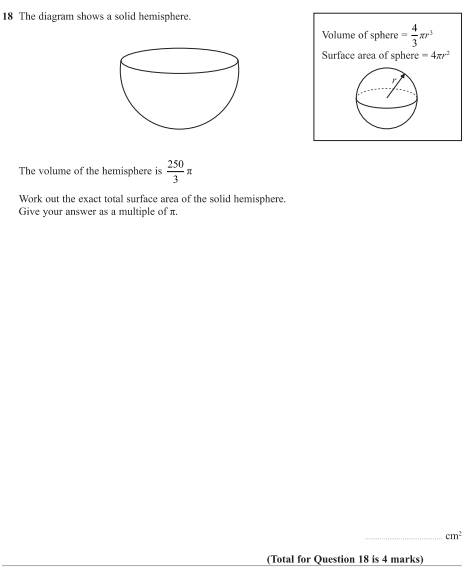 18 The diagram shows a solid hemisphere.
Volume of sphere = 4/3 πr³
Surface area of sphere = 4πr²
r
The volume of the hemisphere is 250/3 π
Work out the exact total surface area of the solid hemisphere.
Give your answer as a multiple of π.
........................................ cm²
(Total for Question 18 is 4 marks)